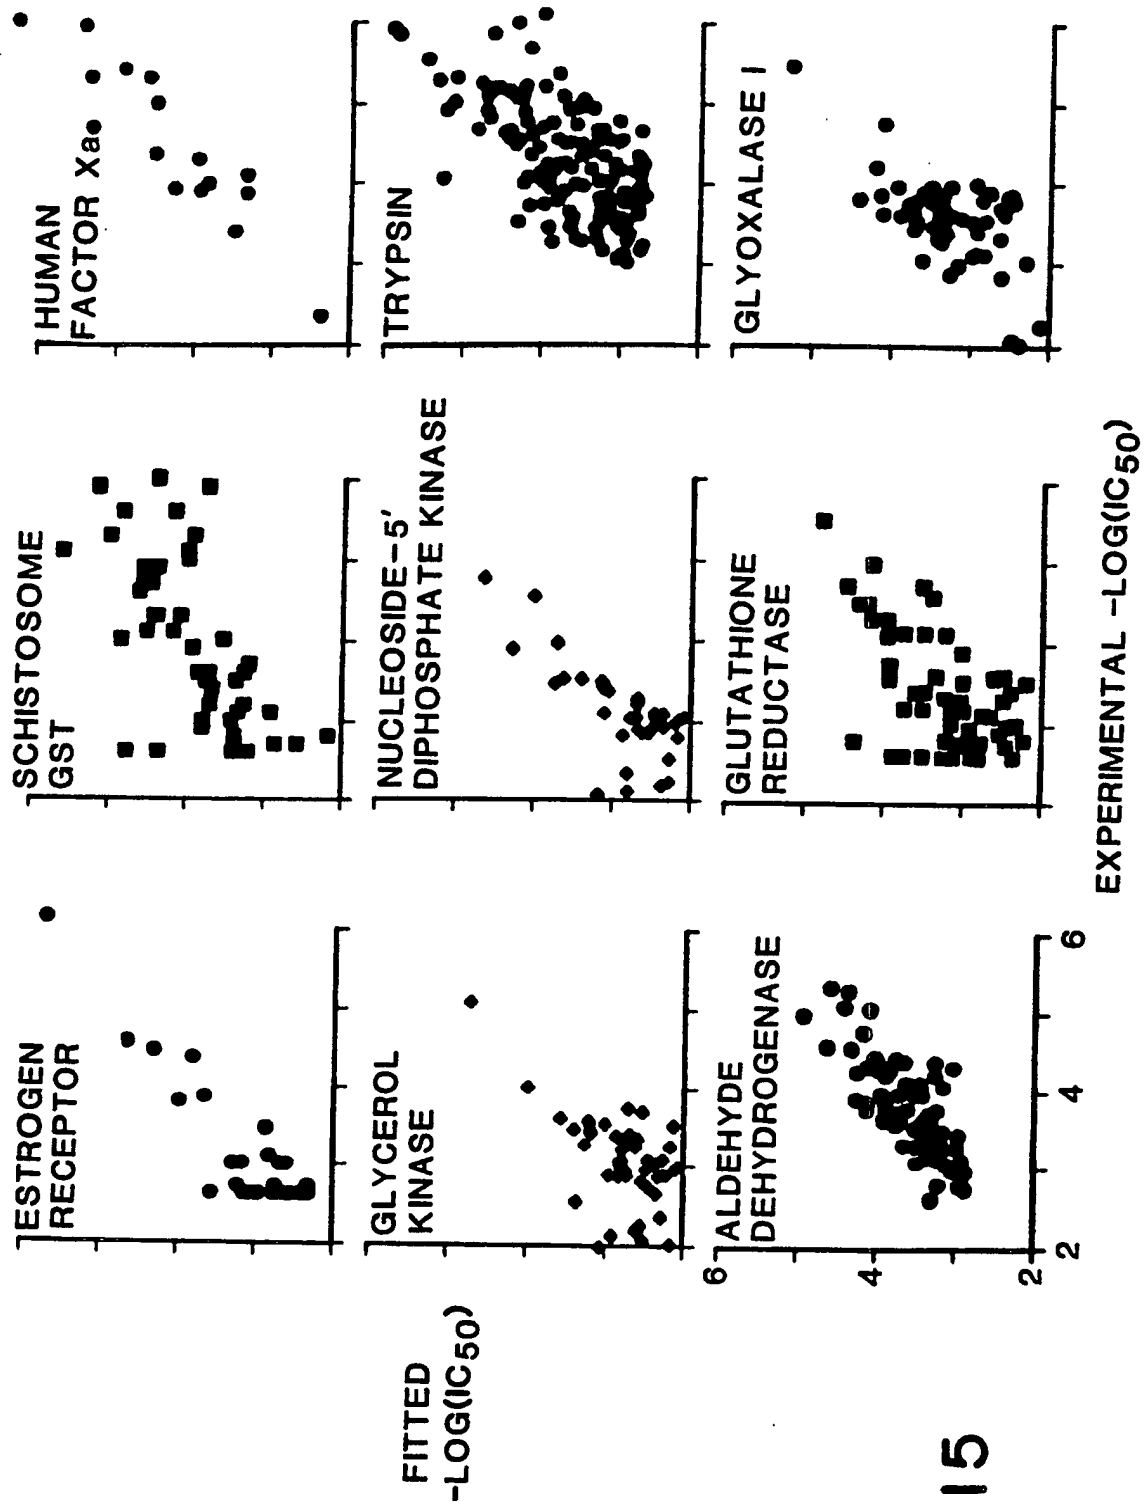 ESTROGEN
RECEPTOR
SCHISTOSOME
GST
HUMAN
FACTOR Xa
GLYCEROL
KINASE
NUCLEOSIDE-5'
DIPHOSPHATE KINASE
TRYPSIN
ALDEHYDE
DEHYDROGENASE
GLUTATHIONE
REDUCTASE
GLYOXALASE I
FITTED
-LOG(IC50)
6
4
2
2
4
6
EXPERIMENTAL -LOG(IC50)
15